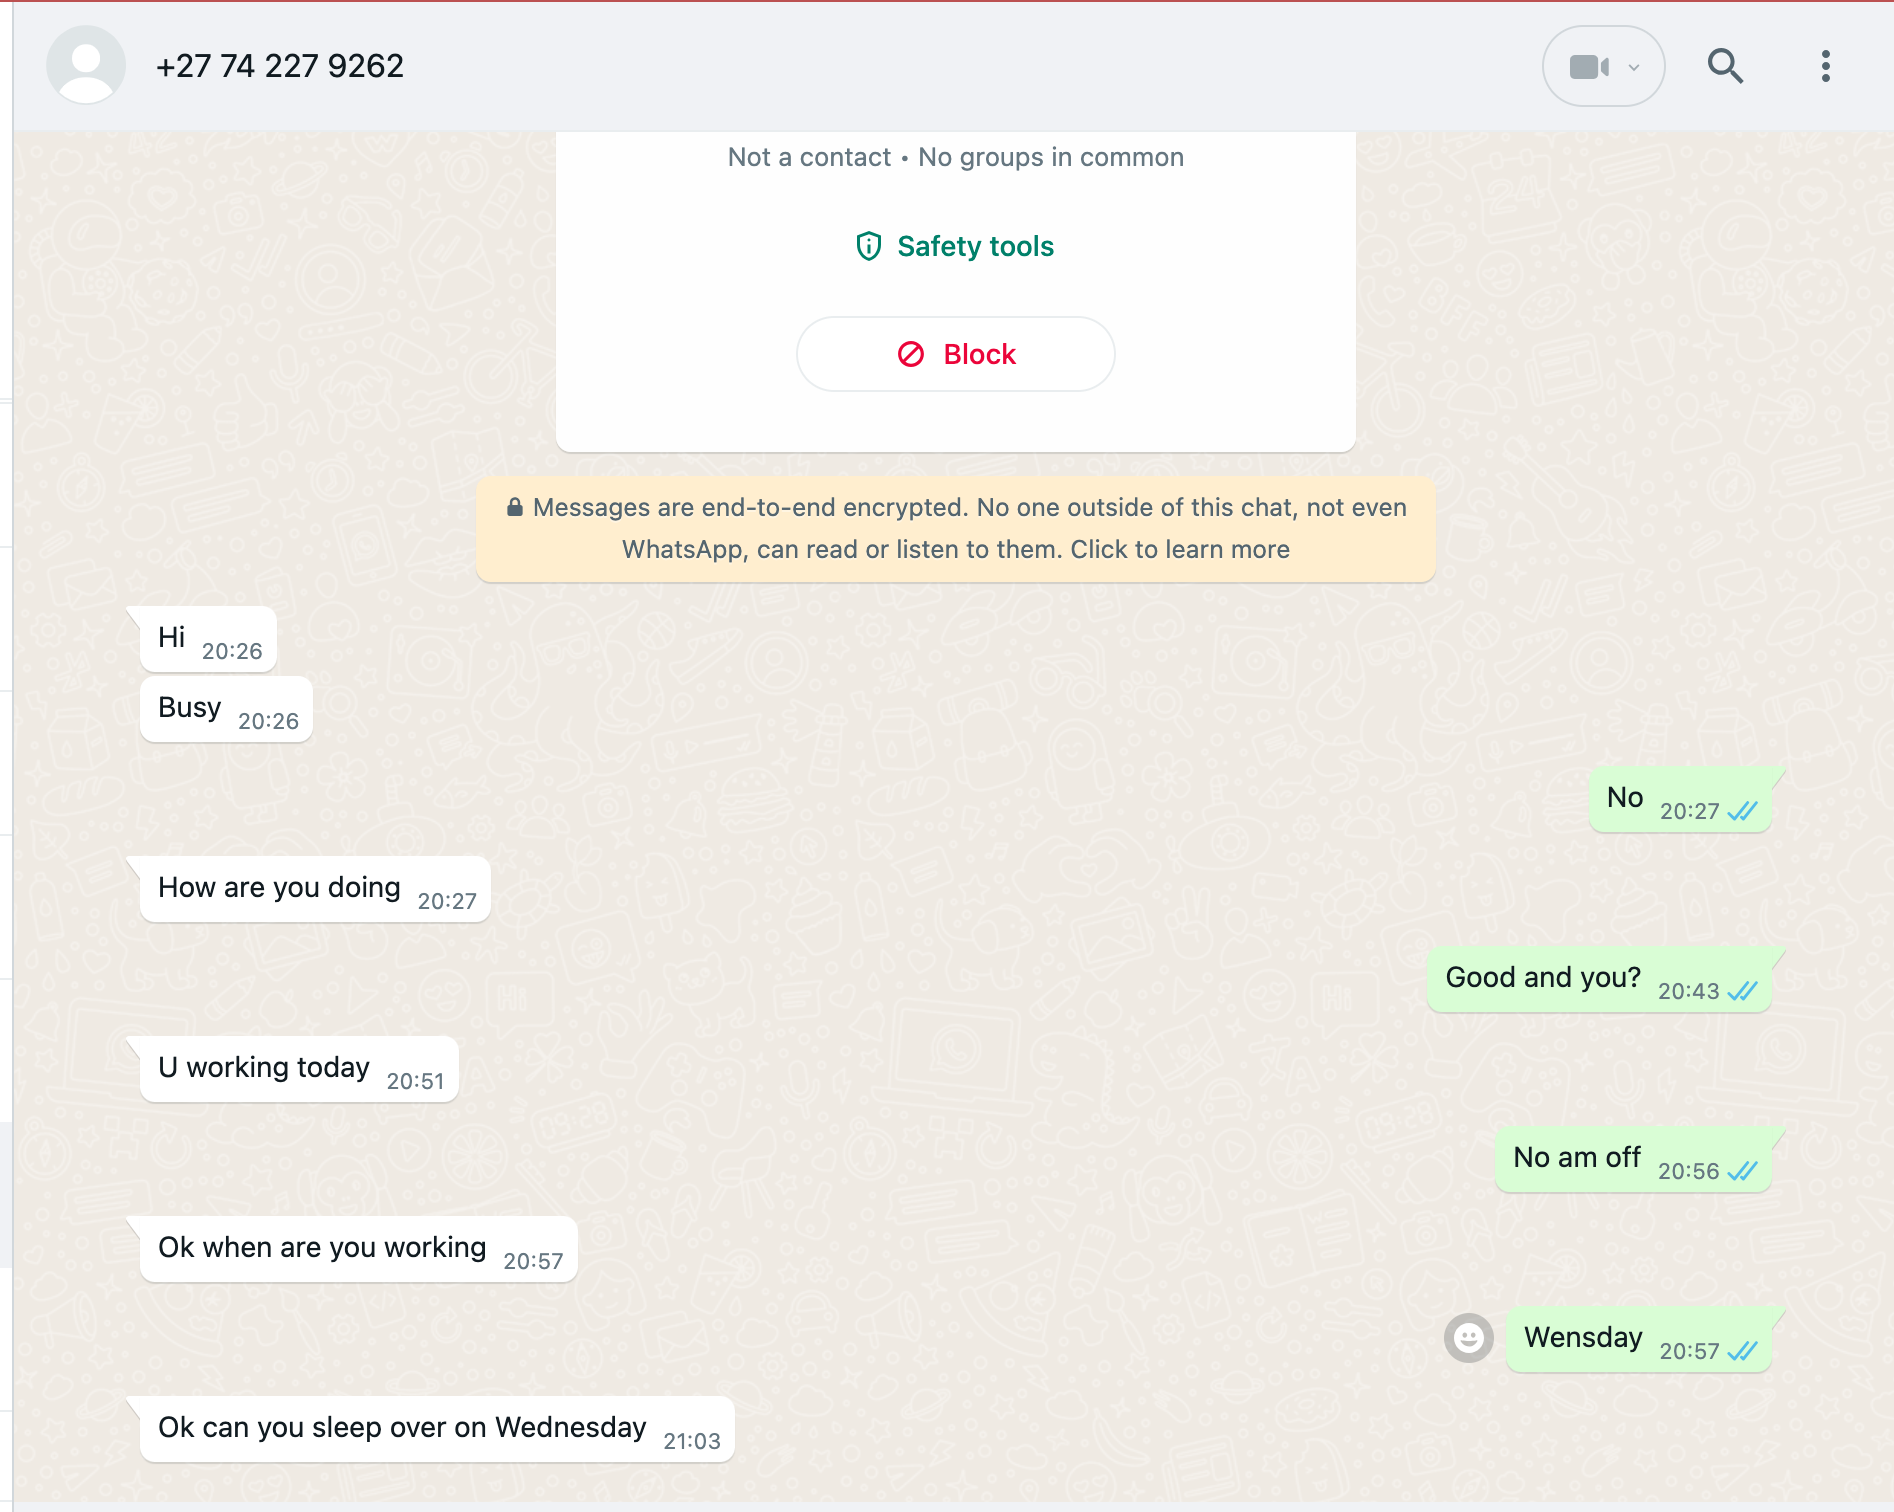 +27 74 227 9262
Not a contact • No groups in common
Safety tools
Block
Messages are end-to-end encrypted. No one outside of this chat, not even
WhatsApp, can read or listen to them. Click to learn more
Hi 20:26
Busy 20:26
No 20:27
How are you doing 20:27
Good and you? 20:43
U working today 20:51
No am off 20:56
Ok when are you working 20:57
Wensday 20:57
Ok can you sleep over on Wednesday 21:03